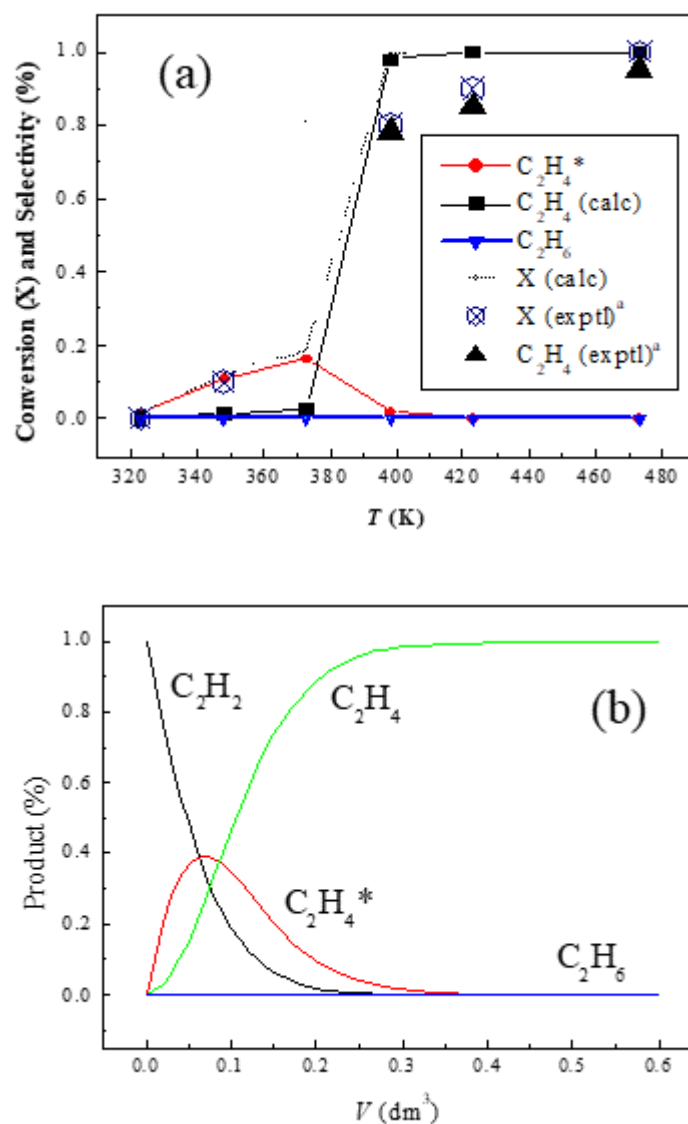 (a)
Conversion (X) and Selectivity (%)
1.0
0.8
0.6
0.4
0.2
0.0
C₂H₄*
C₂H₄ (calc)
C₂H₆
X (calc)
X (exptl)ᵃ
C₂H₄ (exptl)ᵃ
320 340 360 380 400 420 440 460 480
T (K)
(b)
Product (%)
1.0
0.8
0.6
0.4
0.2
0.0
C₂H₂
C₂H₄
C₂H₄*
C₂H₆
0.0 0.1 0.2 0.3 0.4 0.5 0.6
V (dm³)